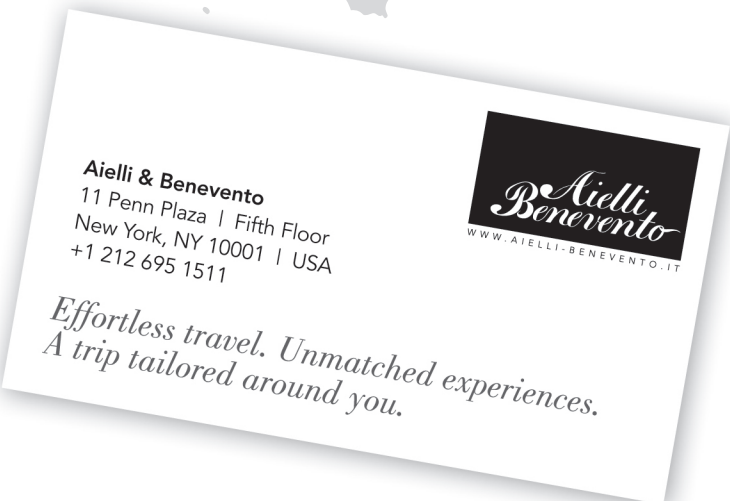 Aielli
Benevento
WWW.AIELLI-BENEVENTO.IT
Aielli & Benevento
11 Penn Plaza | Fifth Floor
New York, NY 10001 | USA
+1 212 695 1511
Effortless travel. Unmatched experiences.
A trip tailored around you.